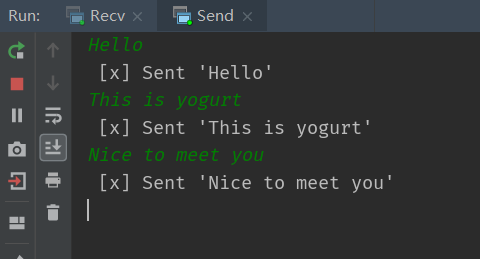 Run: Recv Send
Hello
[x] Sent 'Hello'
This is yogurt
[x] Sent 'This is yogurt'
Nice to meet you
[x] Sent 'Nice to meet you'